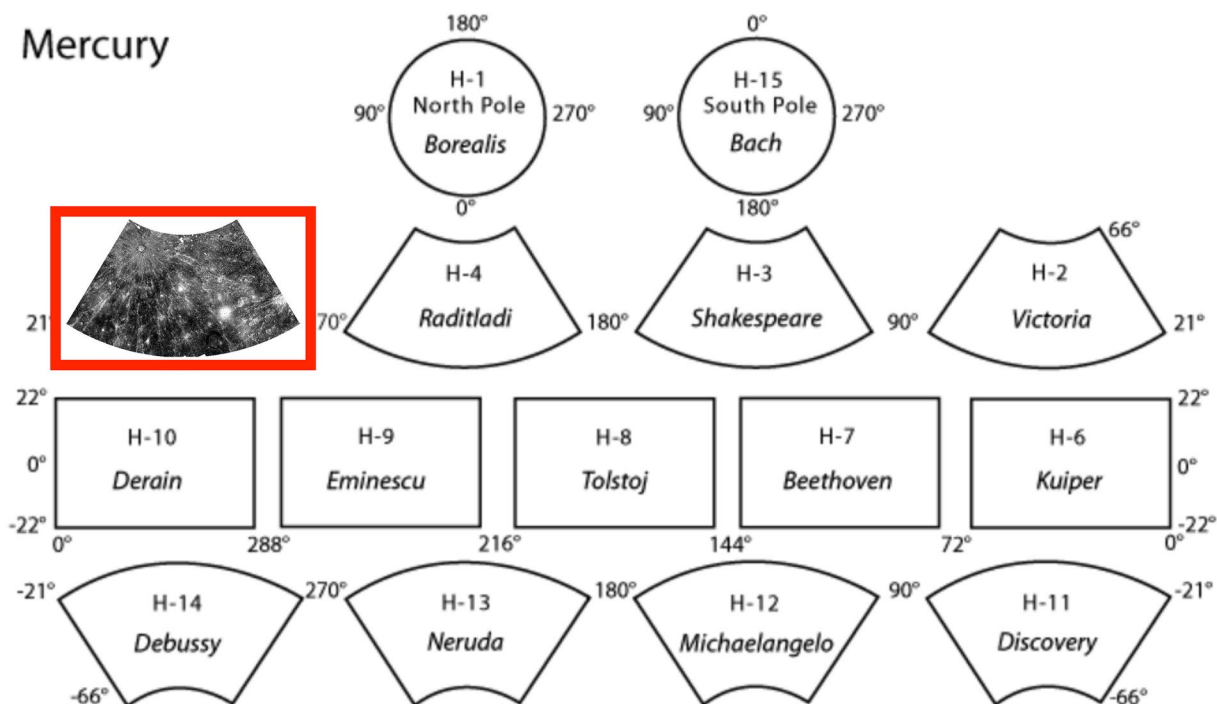 Mercury
180°
0°
H-1
North Pole
Borealis
90°
270°
H-15
South Pole
Bach
90°
270°
0°
180°
66°
H-4
Raditladi
H-3
Shakespeare
H-2
Victoria
21°
70°
180°
90°
21°
22°
22°
H-10
Derain
H-9
Eminescu
H-8
Tolstoj
H-7
Beethoven
H-6
Kuiper
0°
0°
-22°
-22°
0°
288°
216°
144°
72°
0°
-21°
270°
180°
90°
-21°
H-14
Debussy
H-13
Neruda
H-12
Michaelangelo
H-11
Discovery
-66°
-66°